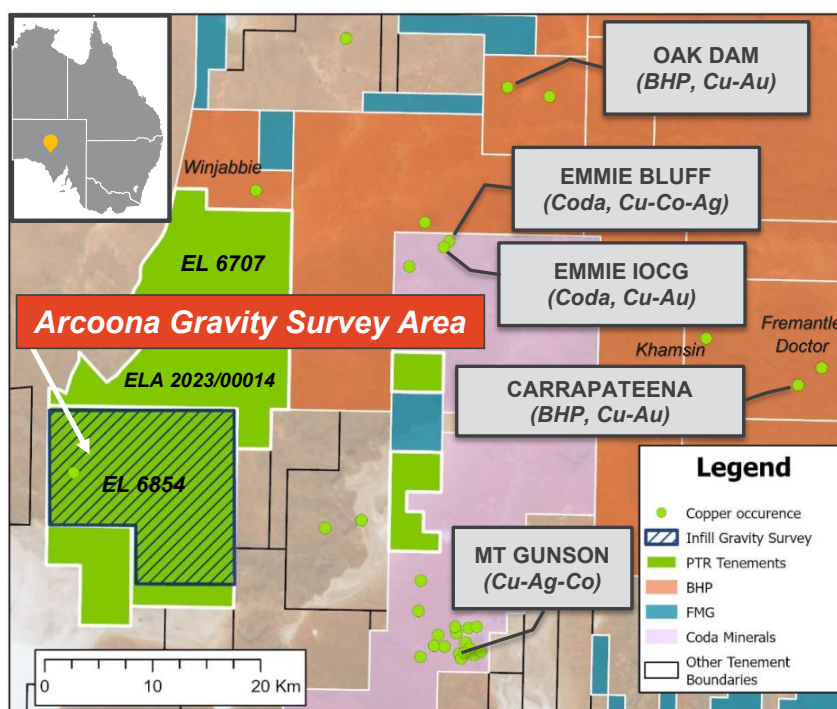 OAK DAM
(BHP, Cu-Au)
Winjabbie
EMMIE BLUFF
(Coda, Cu-Co-Ag)
EL 6707
EMMIE IOCG
(Coda, Cu-Au)
Arcoona Gravity Survey Area
Khamsin
Fremantle
Doctor
ELA 2023/00014
CARRAPATEENA
(BHP, Cu-Au)
EL 6854
MT GUNSON
(Cu-Ag-Co)
Legend
Copper occurence
Infill Gravity Survey
PTR Tenements
BHP
FMG
Coda Minerals
Other Tenement
Boundaries
0 10 20 Km